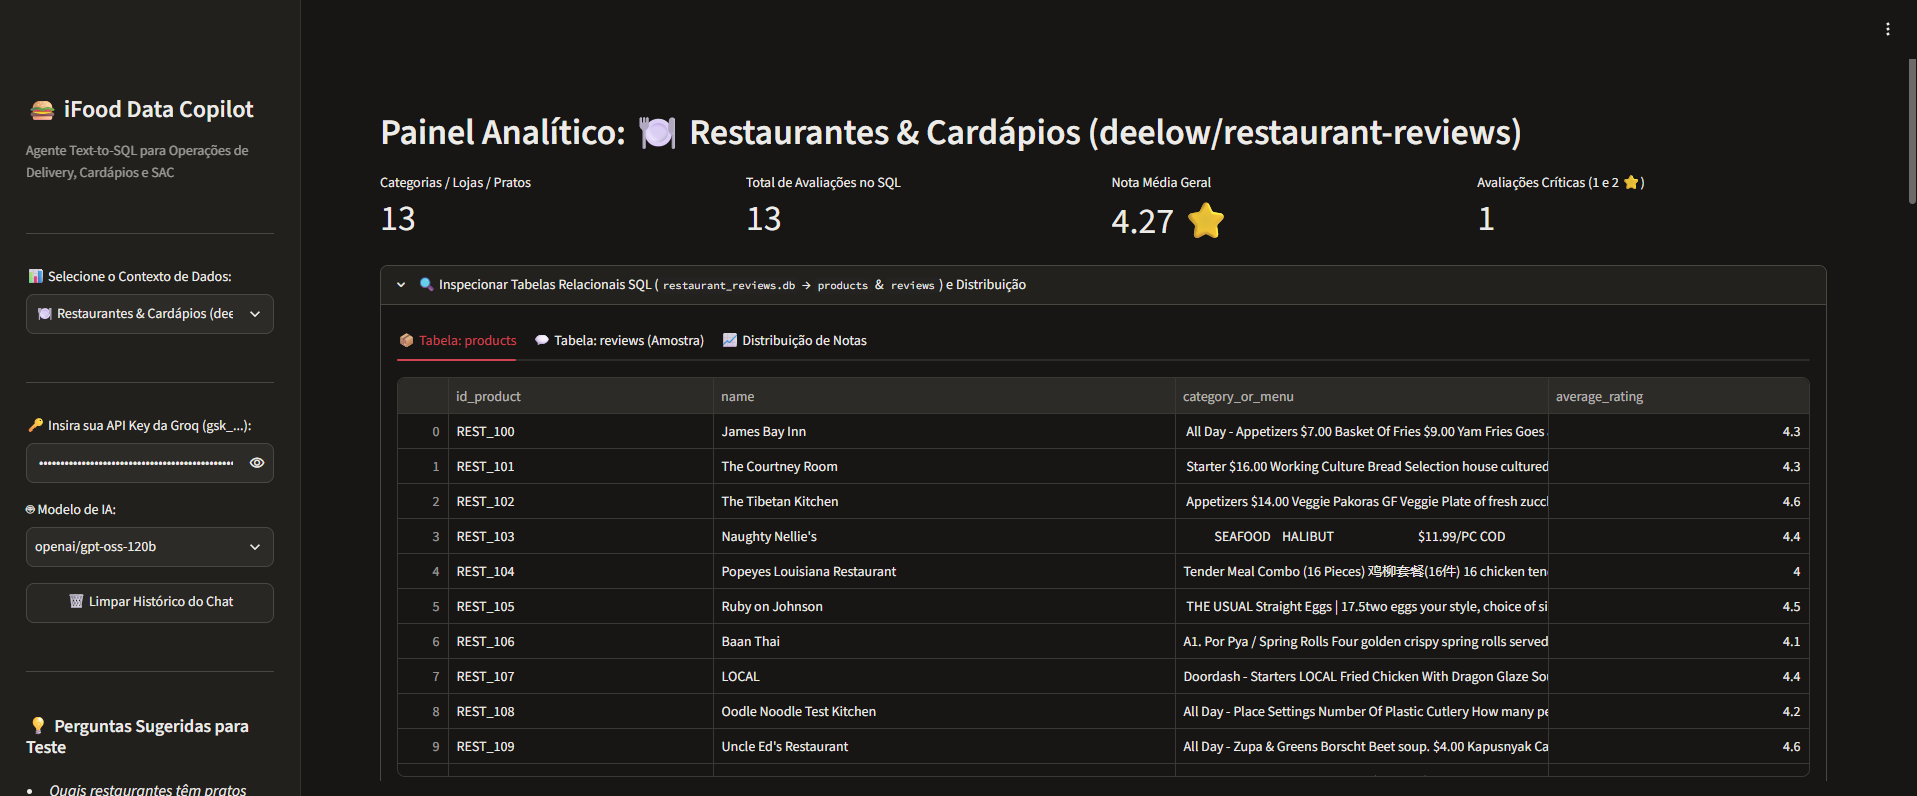 🍔 iFood Data Copilot
Agente Text-to-SQL para Operações de
Delivery, Cardápios e SAC
📊 Selecione o Contexto de Dados:
🍽️ Restaurantes & Cardápios (dee
🔑 Insira sua API Key da Groq (gsk_...):
Modelo de IA:
openai/gpt-oss-120b
🗑️ Limpar Histórico do Chat
💡 Perguntas Sugeridas para
Teste
• Quais restaurantes têm pratos
Painel Analítico: 🍽️ Restaurantes & Cardápios (deelow/restaurant-reviews)
Categorias / Lojas / Pratos
13
Total de Avaliações no SQL
13
Nota Média Geral
4.27 ⭐
Avaliações Críticas (1 e 2 ⭐)
1
🔍 Inspecionar Tabelas Relacionais SQL ( restaurant_reviews.db → products & reviews ) e Distribuição
📦 Tabela: products 💬 Tabela: reviews (Amostra) 📈 Distribuição de Notas
id_product name category_or_menu average_rating
0 REST_100 James Bay Inn All Day - Appetizers $7.00 Basket Of Fries $9.00 Yam Fries Goes 4.3
1 REST_101 The Courtney Room Starter $16.00 Working Culture Bread Selection house cultured 4.3
2 REST_102 The Tibetan Kitchen Appetizers $14.00 Veggie Pakoras GF Veggie Plate of fresh zucc 4.6
3 REST_103 Naughty Nellie's SEAFOOD HALIBUT $11.99/PC COD 4.4
4 REST_104 Popeyes Louisiana Restaurant Tender Meal Combo (16 Pieces) 鸡柳套餐(16件) 16 chicken ten 4
5 REST_105 Ruby on Johnson THE USUAL Straight Eggs | 17.5two eggs your style, choice of si 4.5
6 REST_106 Baan Thai A1. Por Pya / Spring Rolls Four golden crispy spring rolls served 4.1
7 REST_107 LOCAL Doordash - Starters LOCAL Fried Chicken With Dragon Glaze So 4.4
8 REST_108 Oodle Noodle Test Kitchen All Day - Place Settings Number Of Plastic Cutlery How many pe 4.2
9 REST_109 Uncle Ed's Restaurant All Day - Zupa & Greens Borscht Beet soup. $4.00 Kapusnyak Ca 4.6